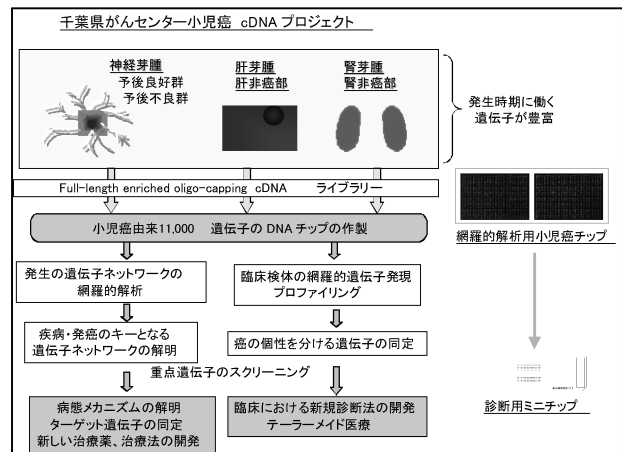 千葉県がんセンター小児癌 cDNA プロジェクト
神経芽腫
予後良好群
予後不良群
肝芽腫
肝非癌部
腎芽腫
腎非癌部
発生時期に働く
遺伝子が豊富
Full-length enriched oligo-capping cDNA ライブラリー
小児癌由来11,000 遺伝子の DNA チップの作製
網羅的解析用小児癌チップ
発生の遺伝子ネットワークの
網羅的解析
臨床検体の網羅的遺伝子発現
プロファイリング
疾病・発癌のキーとなる
遺伝子ネットワークの解明
癌の個性を分ける遺伝子の同定
重点遺伝子のスクリーニング
病態メカニズムの解明
ターゲット遺伝子の同定
新しい治療薬、治療法の開発
臨床における新規診断法の開発
テーラーメイド医療
診断用ミニチップ